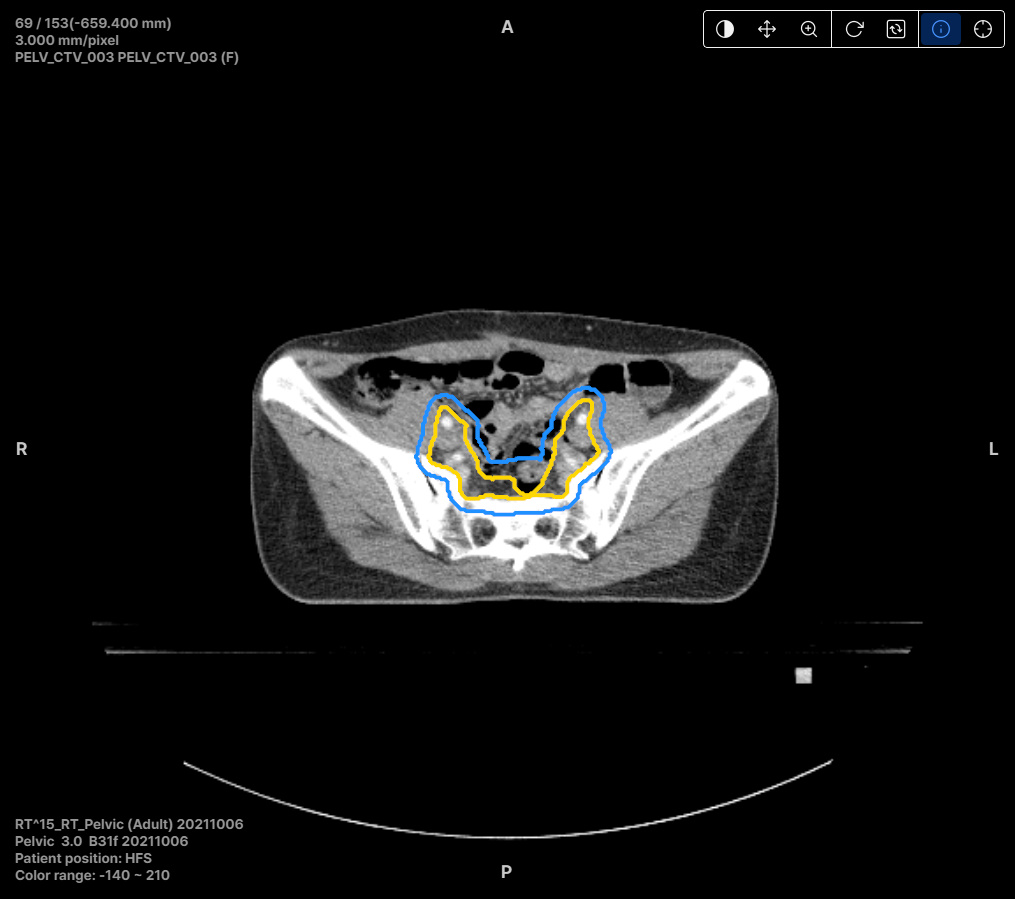 69 / 153(-659.400 mm)
3.000 mm/pixel
PELV_CTV_003 PELV_CTV_003 (F)
A
R
L
RT^15_RT_Pelvic (Adult) 20211006
Pelvic  3.0  B31f 20211006
Patient position: HFS
Color range: -140 ~ 210
P